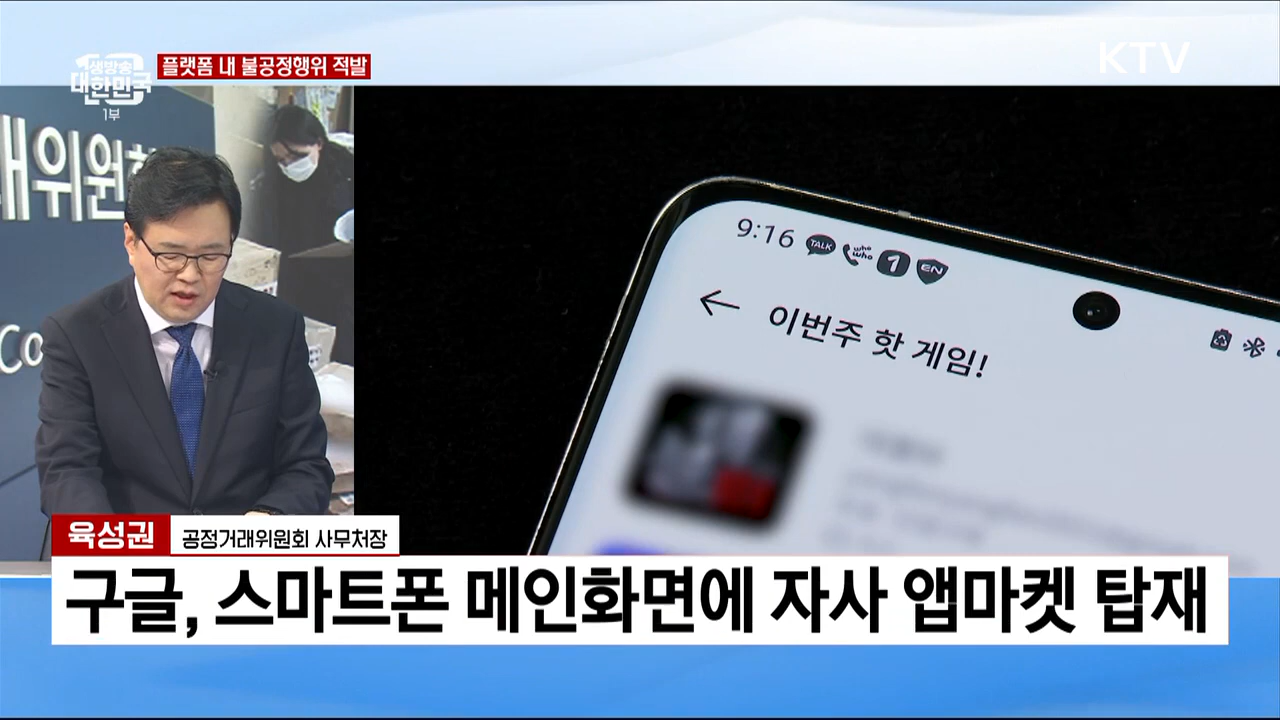 생방송
대한민국
1부
플랫폼 내 불공정행위 적발
KTV
래위원회
Co
9:16 TALK who who 1 EN
← 이번주 핫 게임!
육성권 공정거래위원회 사무처장
구글, 스마트폰 메인화면에 자사 앱마켓 탑재